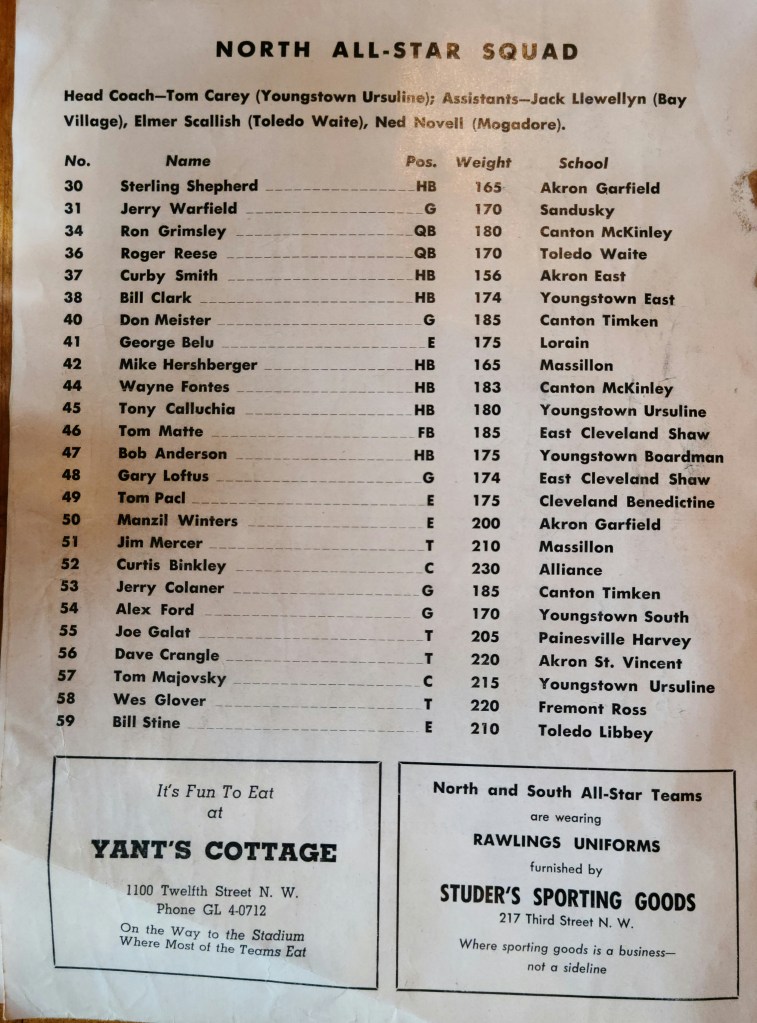 NORTH ALL-STAR SQUAD
Head Coach—Tom Carey (Youngstown Ursuline); Assistants—Jack Llewellyn (Bay
Village), Elmer Scallish (Toledo Waite), Ned Novell (Mogadore).
No. Name Pos. Weight School
30 Sterling Shepherd HB 165 Akron Garfield
31 Jerry Warfield G 170 Sandusky
34 Ron Grimsley QB 180 Canton McKinley
36 Roger Reese QB 170 Toledo Waite
37 Curby Smith HB 156 Akron East
38 Bill Clark HB 174 Youngstown East
40 Don Meister G 185 Canton Timken
41 George Belu E 175 Lorain
42 Mike Hershberger HB 165 Massillon
44 Wayne Fontes HB 183 Canton McKinley
45 Tony Calluchia HB 180 Youngstown Ursuline
46 Tom Matte FB 185 East Cleveland Shaw
47 Bob Anderson HB 175 Youngstown Boardman
48 Gary Loftus G 174 East Cleveland Shaw
49 Tom Pacl E 175 Cleveland Benedictine
50 Manzil Winters E 200 Akron Garfield
51 Jim Mercer T 210 Massillon
52 Curtis Binkley C 230 Alliance
53 Jerry Colaner G 185 Canton Timken
54 Alex Ford G 170 Youngstown South
55 Joe Galat T 205 Painesville Harvey
56 Dave Crangle T 220 Akron St. Vincent
57 Tom Majovsky C 215 Youngstown Ursuline
58 Wes Glover T 220 Fremont Ross
59 Bill Stine E 210 Toledo Libbey
It's Fun To Eat
at
YANT'S COTTAGE
1100 Twelfth Street N. W.
Phone GL 4-0712
On the Way to the Stadium
Where Most of the Teams Eat
North and South All-Star Teams
are wearing
RAWLINGS UNIFORMS
furnished by
STUDER'S SPORTING GOODS
217 Third Street N. W.
Where sporting goods is a business—
not a sideline